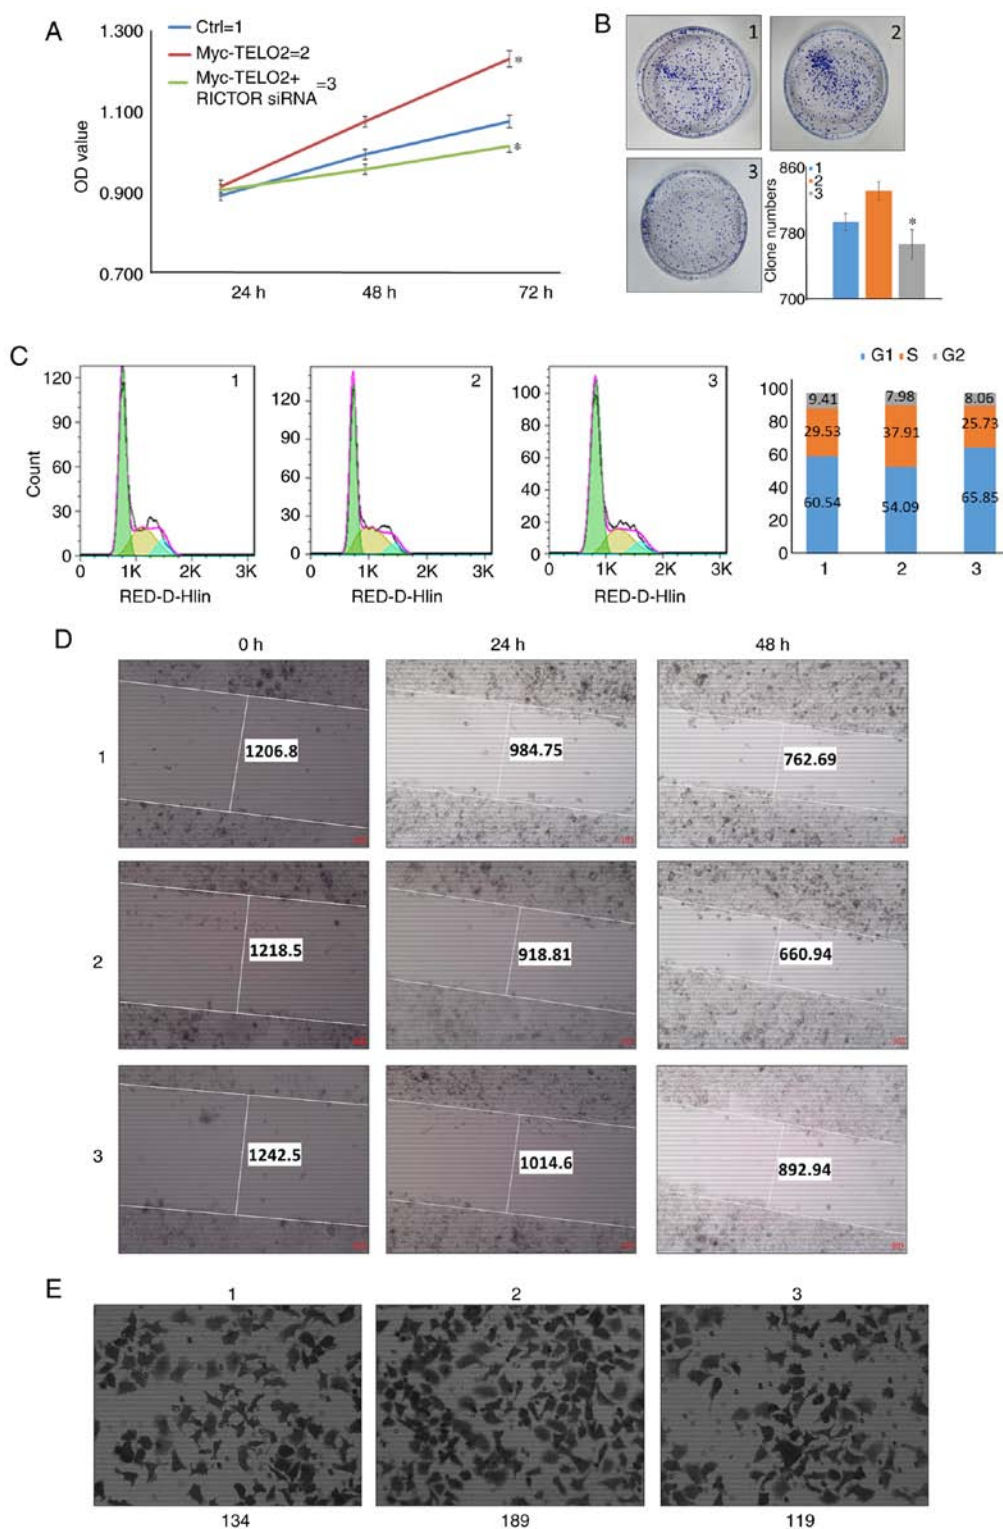 A
1.300
1.100
0.900
0.700
OD value
Ctrl=1
Myc-TELO2=2
Myc-TELO2+
RICTOR siRNA =3
*
*
24 h 48 h 72 h
B
1
2
3
860
780
700
Clone numbers
1
2
3
*
C
Count
120
90
60
30
0
1
0 1K 2K 3K
RED-D-Hlin
120
90
60
30
0
2
0 1K 2K 3K
RED-D-Hlin
100
80
60
40
20
0
3
0 1K 2K 3K
RED-D-Hlin
G1 S G2
100
80
60
40
20
0
9.41 7.98 8.06
29.53 37.91 25.73
60.54 54.09 65.85
1 2 3
D
0 h 24 h 48 h
1
1206.8 984.75 762.69
2
1218.5 918.81 660.94
3
1242.5 1014.6 892.94
E
1 2 3
134 189 119